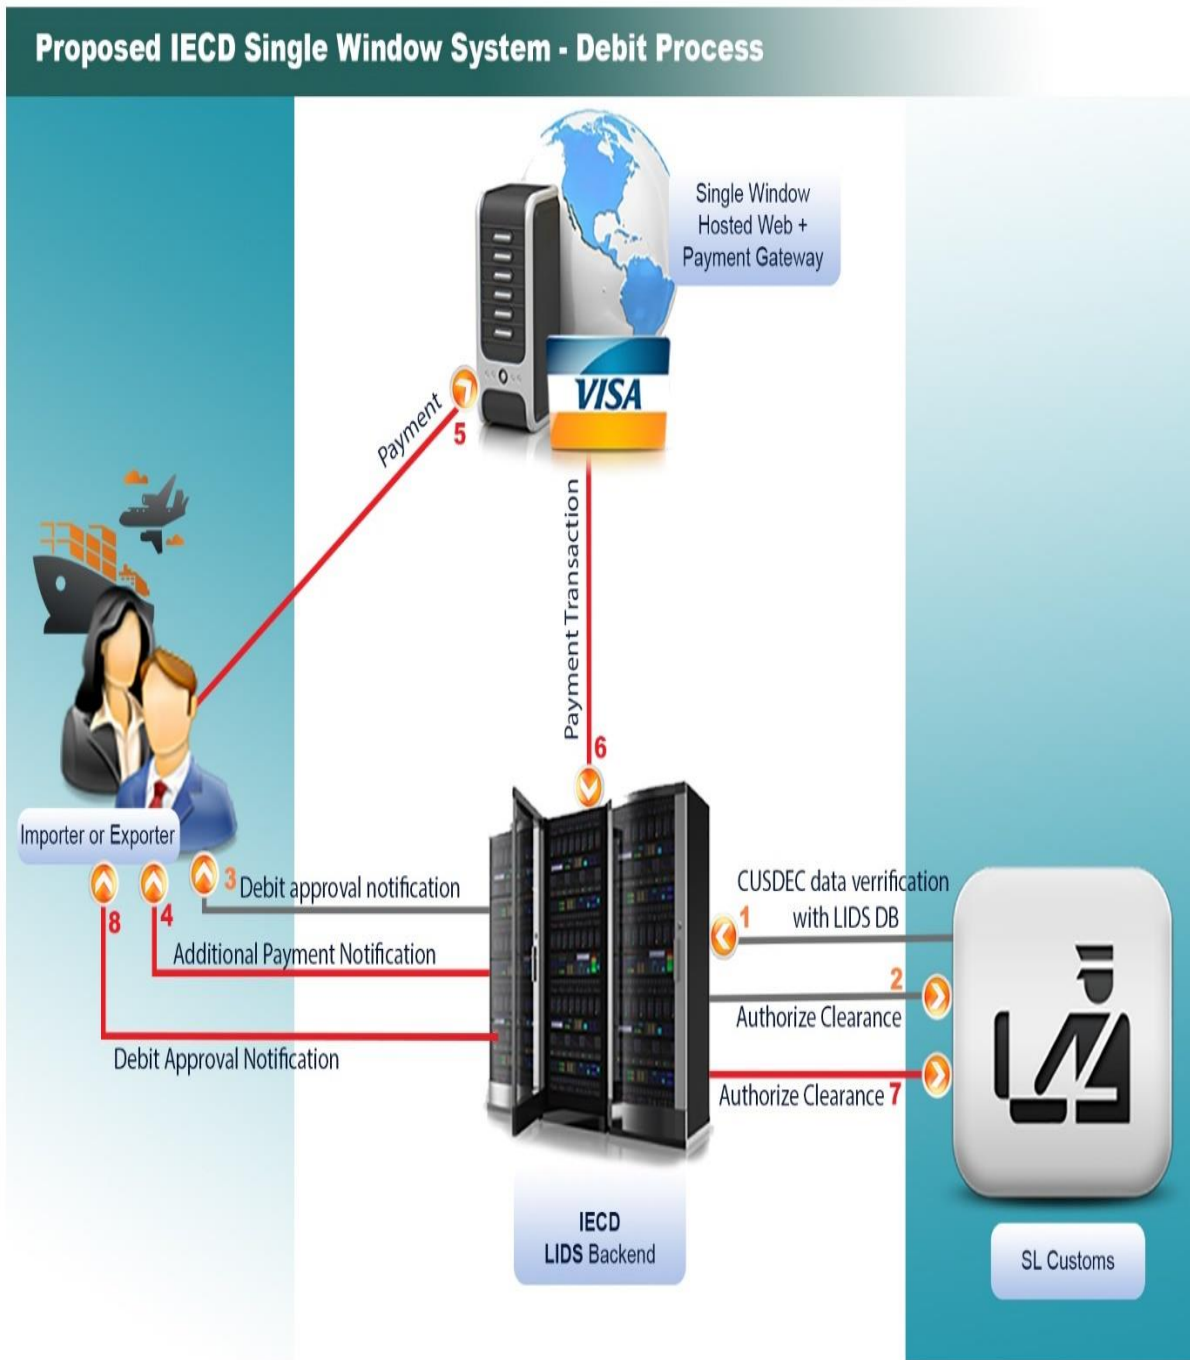 Proposed IECD Single Window System - Debit Process
Single Window
Hosted Web +
Payment Gateway
VISA
Payment
5
Payment Transaction
6
Importer or Exporter
3 Debit approval notification
8
4
Additional Payment Notification
Debit Approval Notification
CUSDEC data verrification
1
with LIDS DB
2
Authorize Clearance
Authorize Clearance 7
IECD
LIDS Backend
SL Customs